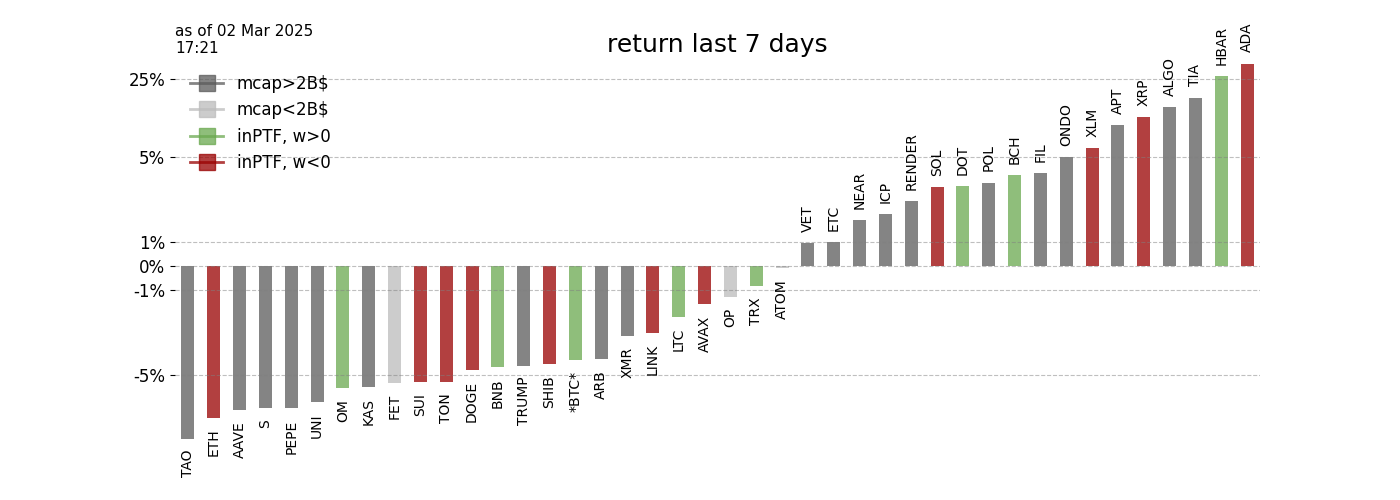 as of 02 Mar 2025
17:21
return last 7 days
25%
5%
1%
0%
-1%
-5%
mcap>2B$
mcap<2B$
inPTF, w>0
inPTF, w<0
TAO
ETH
AAVE
S
PEPE
UNI
OM
KAS
FET
SUI
TON
DOGE
BNB
TRUMP
SHIB
*BTC*
ARB
XMR
LINK
LTC
AVAX
OP
TRX
ATOM
VET
ETC
NEAR
ICP
RENDER
SOL
DOT
POL
BCH
FIL
ONDO
XLM
APT
XRP
ALGO
TIA
HBAR
ADA